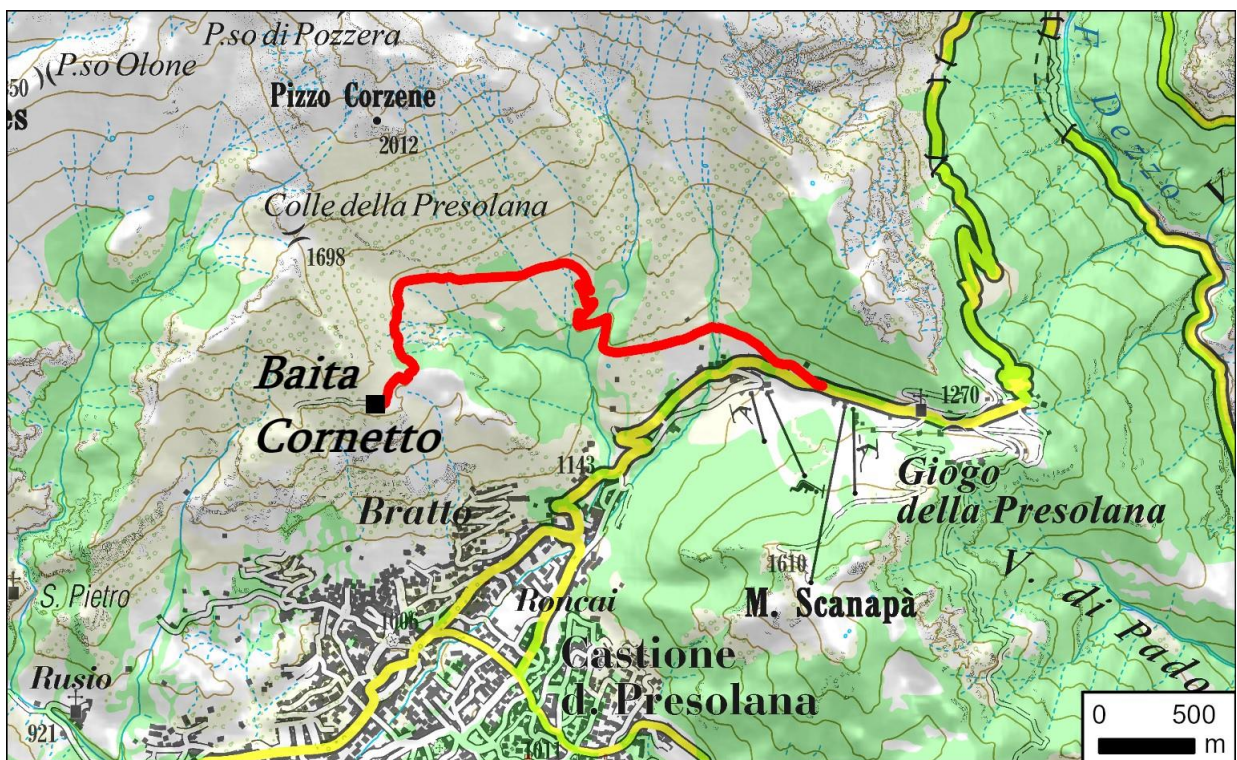 P.so di Pozzera
P.so Olone
50
es
Pizzo Corzene
2012
F. Dezzo
V
Colle della Presolana
1698
Baita
Cornetto
1270
1143
Giogo
della Presolana
Bratto
1610
V. di Pado
S. Pietro
Roncai
M. Scanapà
1006
Castione
d. Presolana
Rusio
921
1011
0 500
m